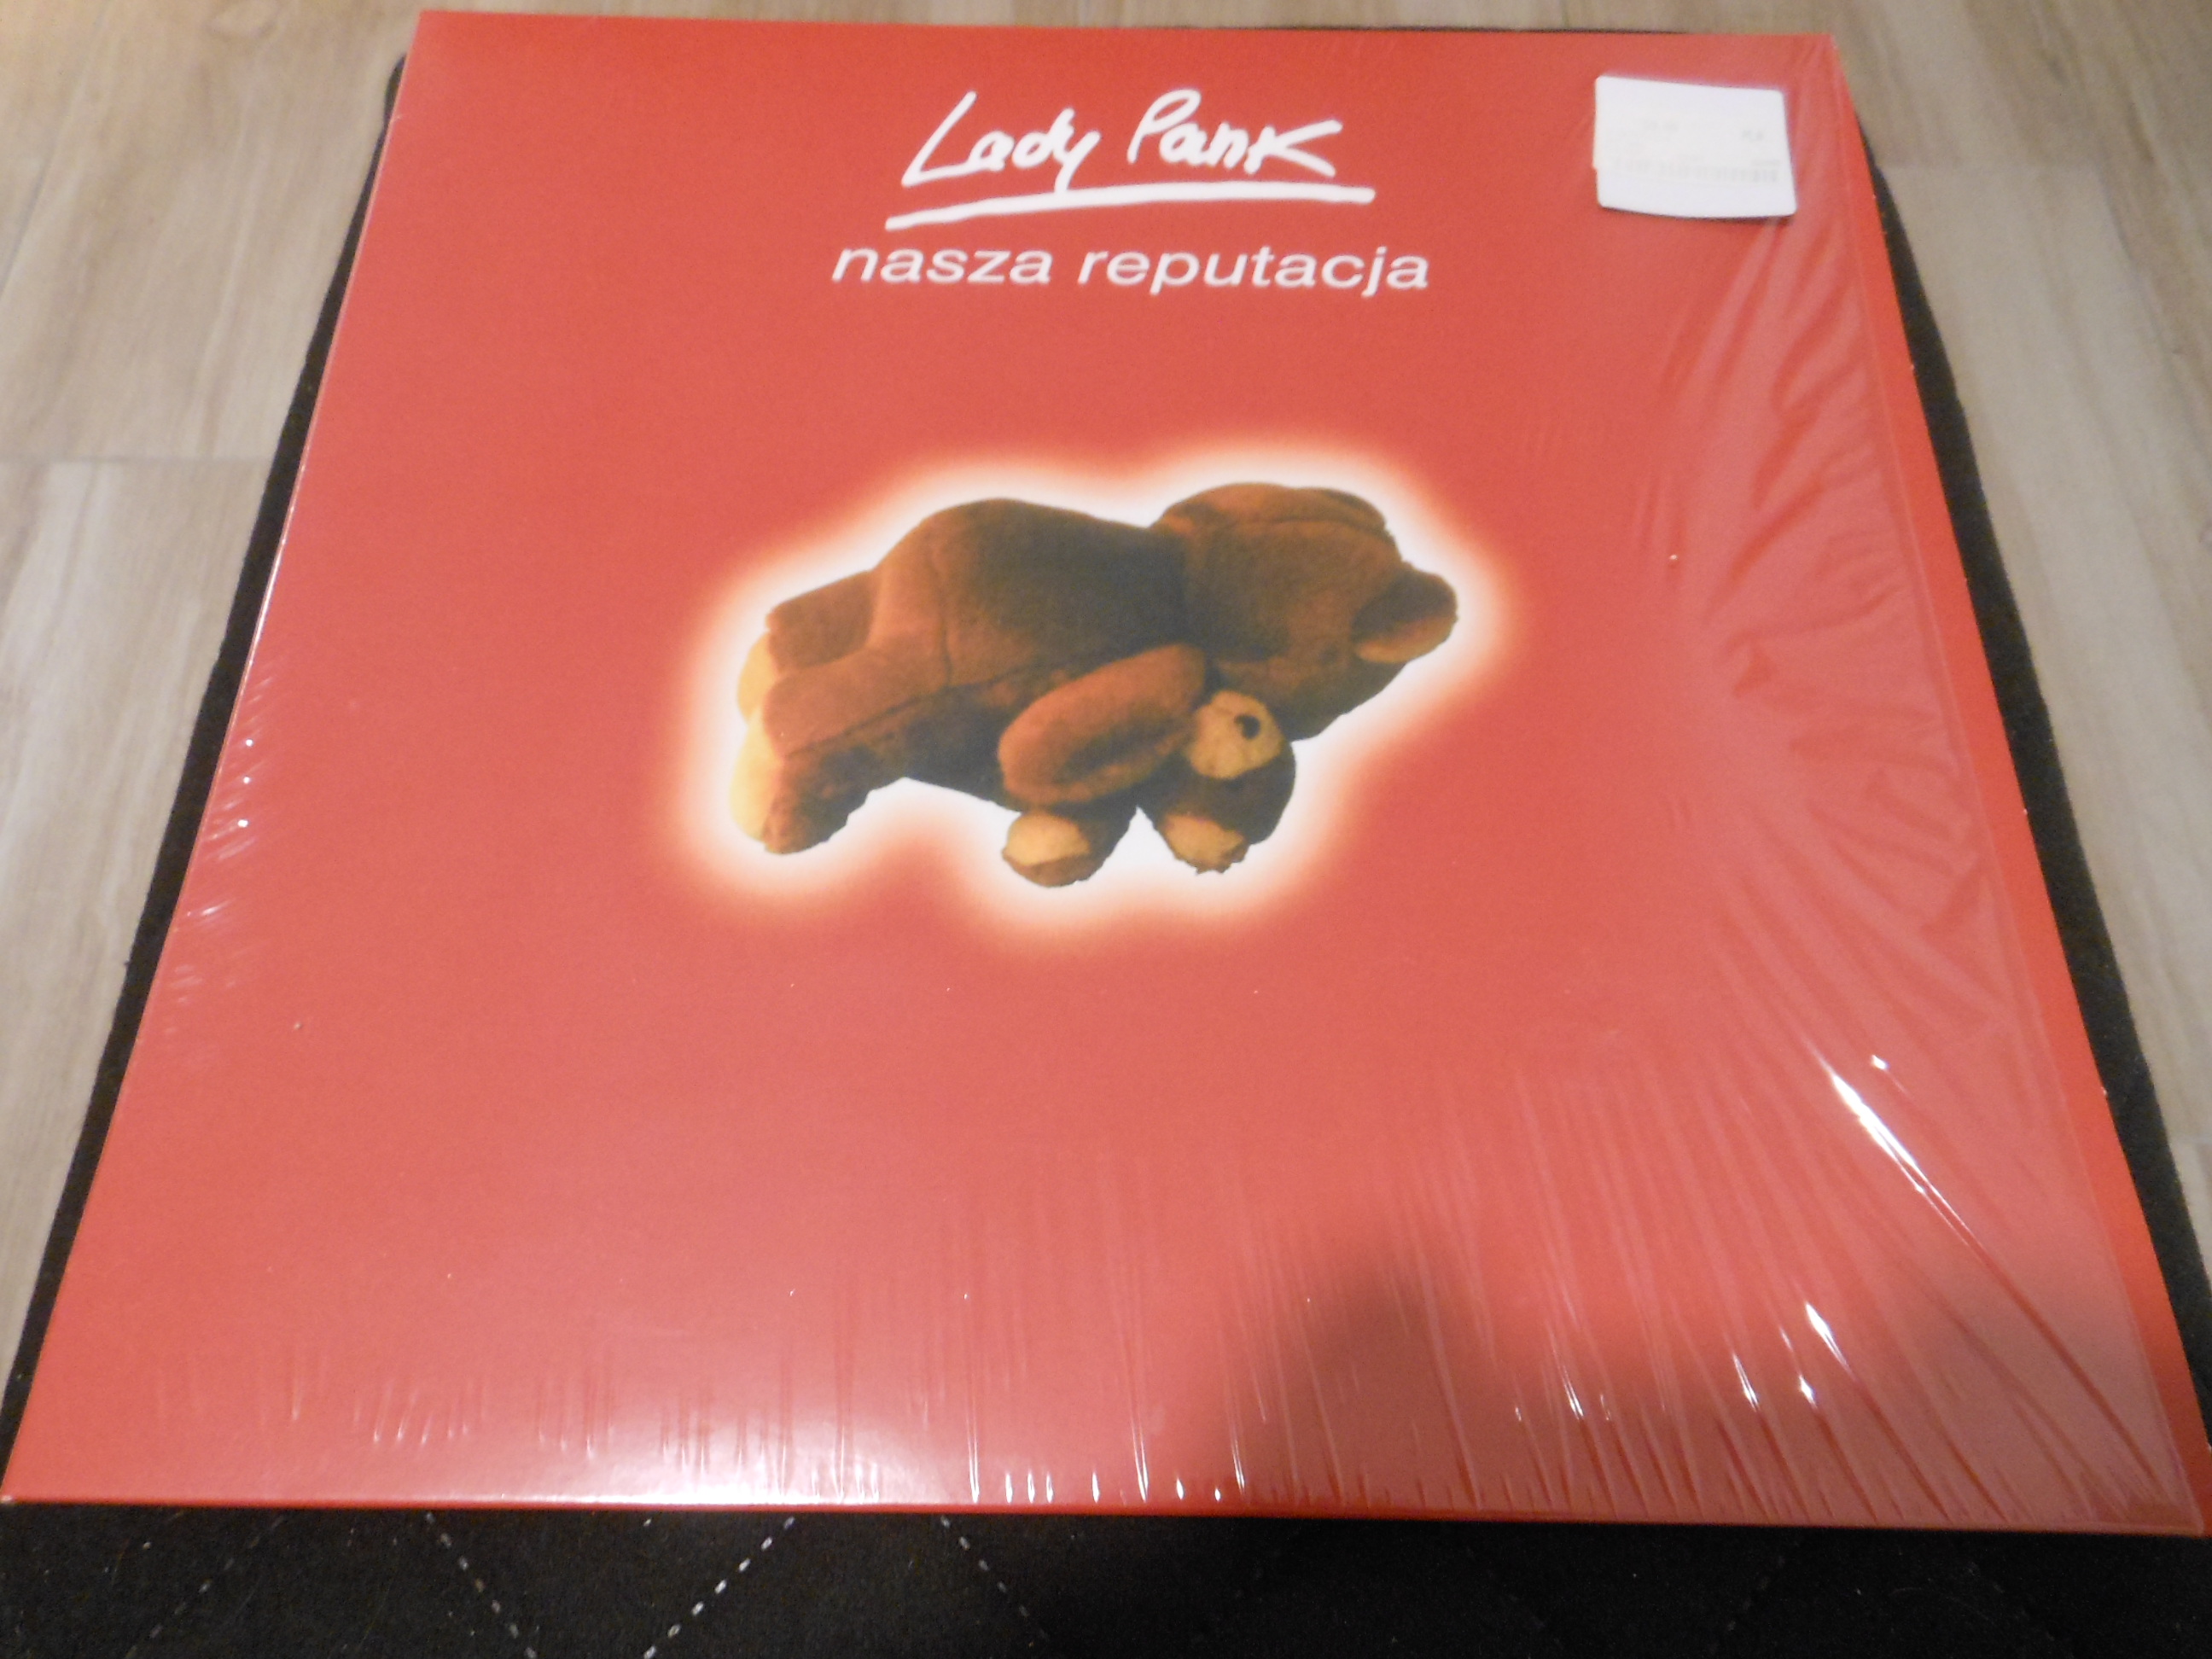 Lady Pank
nasza reputacja